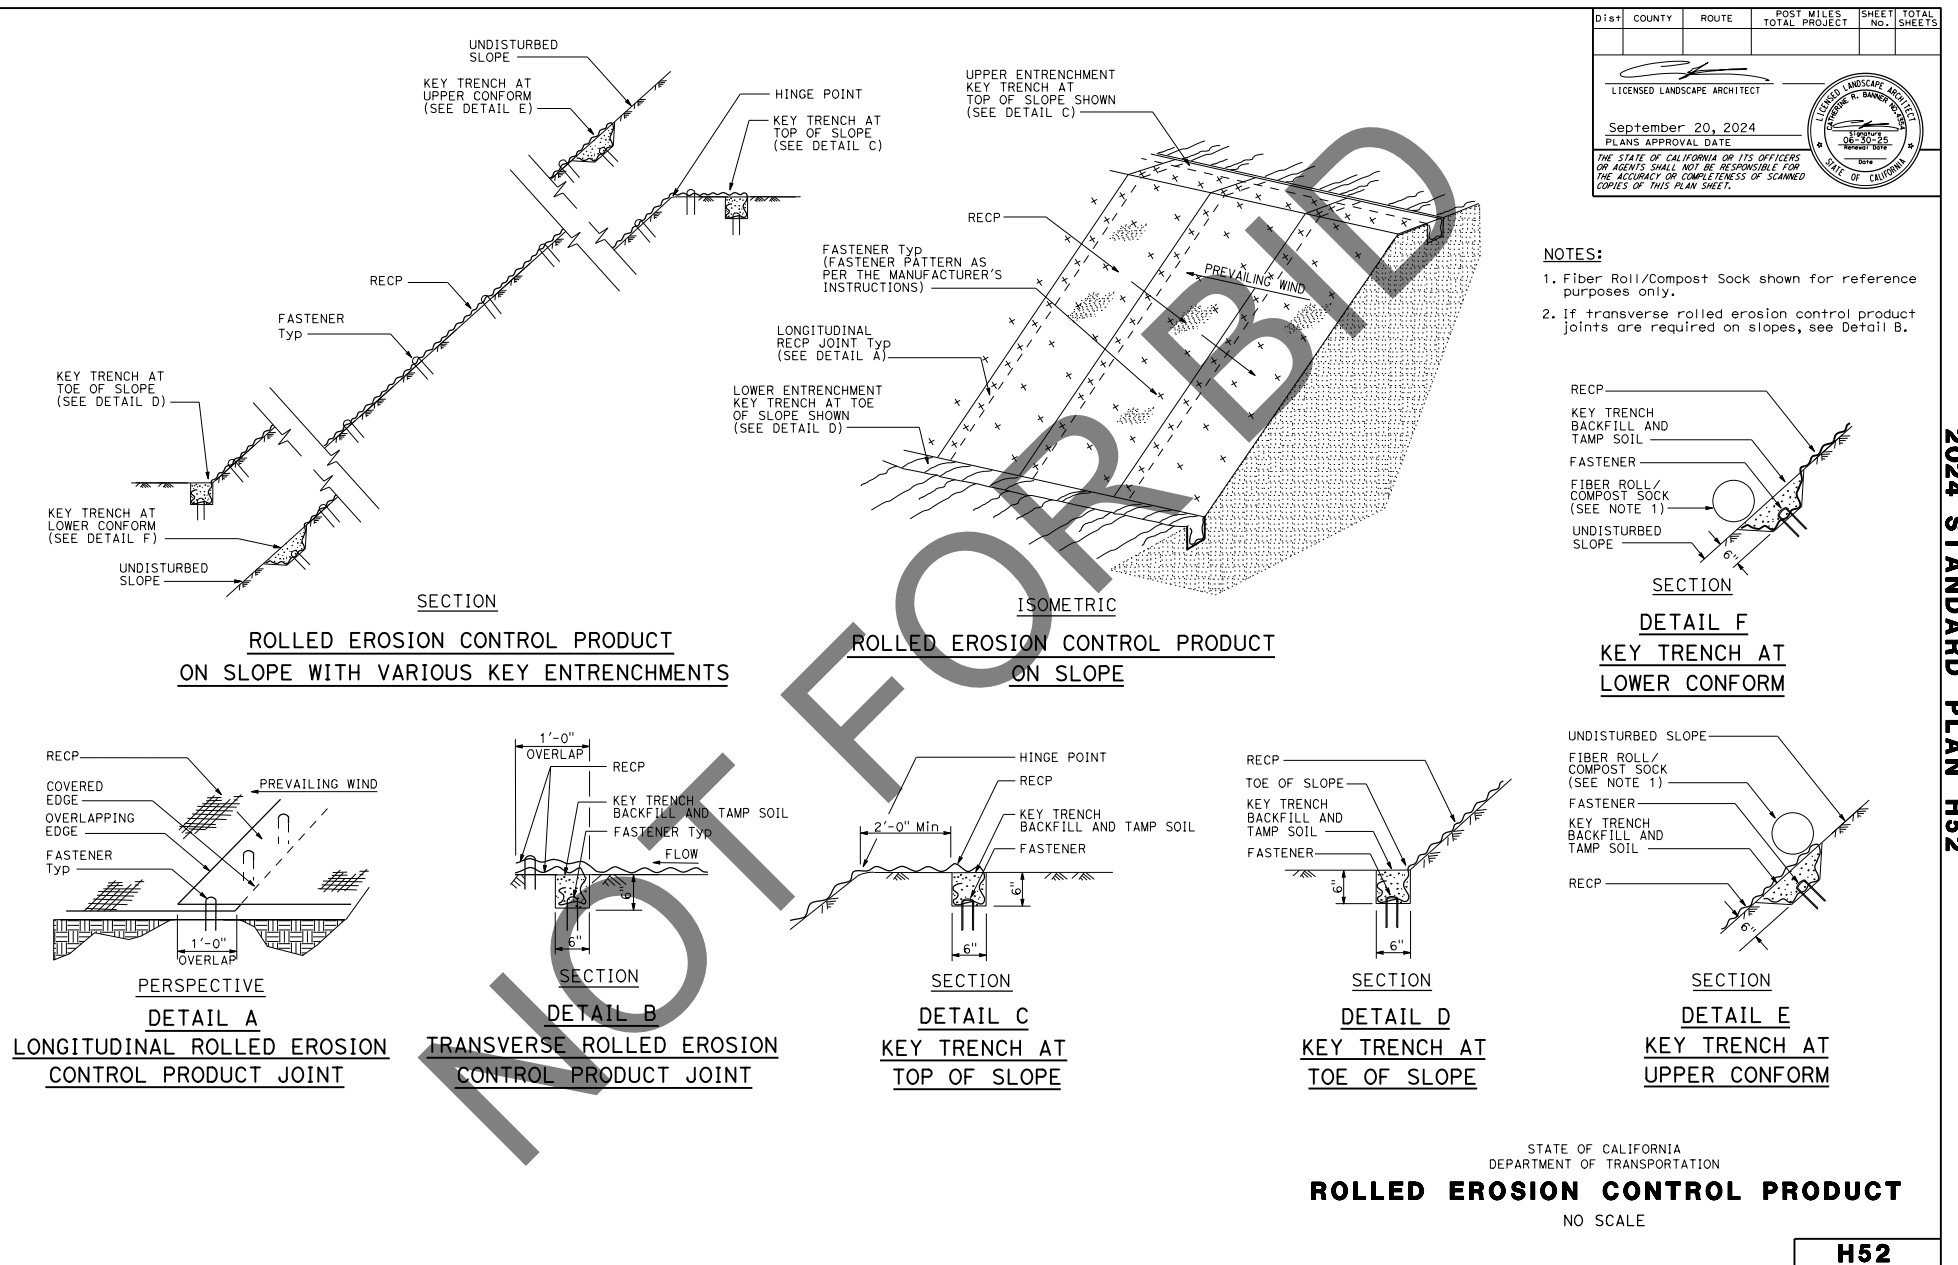 Dist COUNTY ROUTE POST MILES TOTAL PROJECT SHEET No. TOTAL SHEETS
LICENSED LANDSCAPE ARCHITECT
September 20, 2024
PLANS APPROVAL DATE
THE STATE OF CALIFORNIA OR ITS OFFICERS
OR AGENTS SHALL NOT BE RESPONSIBLE FOR
THE ACCURACY OR COMPLETENESS OF SCANNED
COPIES OF THIS PLAN SHEET.
LICENSED LANDSCAPE ARCHITECT
CATHERINE R. BANNER NO.4354
Signature
06-30-25
Renewal Date
Date
STATE OF CALIFORNIA
UNDISTURBED
SLOPE
KEY TRENCH AT
UPPER CONFORM
(SEE DETAIL E)
HINGE POINT
KEY TRENCH AT
TOP OF SLOPE
(SEE DETAIL C)
RECP
FASTENER
Typ
KEY TRENCH AT
TOE OF SLOPE
(SEE DETAIL D)
KEY TRENCH AT
LOWER CONFORM
(SEE DETAIL F)
UNDISTURBED
SLOPE
SECTION
ROLLED EROSION CONTROL PRODUCT
ON SLOPE WITH VARIOUS KEY ENTRENCHMENTS
UPPER ENTRENCHMENT
KEY TRENCH AT
TOP OF SLOPE SHOWN
(SEE DETAIL C)
RECP
FASTENER Typ
(FASTENER PATTERN AS
PER THE MANUFACTURER'S
INSTRUCTIONS)
PREVAILING WIND
LONGITUDINAL
RECP JOINT Typ
(SEE DETAIL A)
LOWER ENTRENCHMENT
KEY TRENCH AT TOE
OF SLOPE SHOWN
(SEE DETAIL D)
ISOMETRIC
ROLLED EROSION CONTROL PRODUCT
ON SLOPE
NOTES:
1. Fiber Roll/Compost Sock shown for reference
purposes only.
2. If transverse rolled erosion control product
joints are required on slopes, see Detail B.
RECP
KEY TRENCH
BACKFILL AND
TAMP SOIL
FASTENER
FIBER ROLL/
COMPOST SOCK
(SEE NOTE 1)
UNDISTURBED
SLOPE
6"
SECTION
DETAIL F
KEY TRENCH AT
LOWER CONFORM
RECP
COVERED
EDGE
OVERLAPPING
EDGE
FASTENER
Typ
PREVAILING WIND
1'-0"
OVERLAP
PERSPECTIVE
DETAIL A
LONGITUDINAL ROLLED EROSION
CONTROL PRODUCT JOINT
1'-0"
OVERLAP
RECP
KEY TRENCH
BACKFILL AND TAMP SOIL
FASTENER Typ
FLOW
6"
6"
SECTION
DETAIL B
TRANSVERSE ROLLED EROSION
CONTROL PRODUCT JOINT
HINGE POINT
RECP
2'-0" Min
KEY TRENCH
BACKFILL AND TAMP SOIL
FASTENER
6"
6"
SECTION
DETAIL C
KEY TRENCH AT
TOP OF SLOPE
RECP
TOE OF SLOPE
KEY TRENCH
BACKFILL AND
TAMP SOIL
FASTENER
6"
6"
SECTION
DETAIL D
KEY TRENCH AT
TOE OF SLOPE
UNDISTURBED SLOPE
FIBER ROLL/
COMPOST SOCK
(SEE NOTE 1)
FASTENER
KEY TRENCH
BACKFILL AND
TAMP SOIL
RECP
6"
SECTION
DETAIL E
KEY TRENCH AT
UPPER CONFORM
NOT FOR BID
2024 STANDARD PLAN H52
STATE OF CALIFORNIA
DEPARTMENT OF TRANSPORTATION
ROLLED EROSION CONTROL PRODUCT
NO SCALE
H52